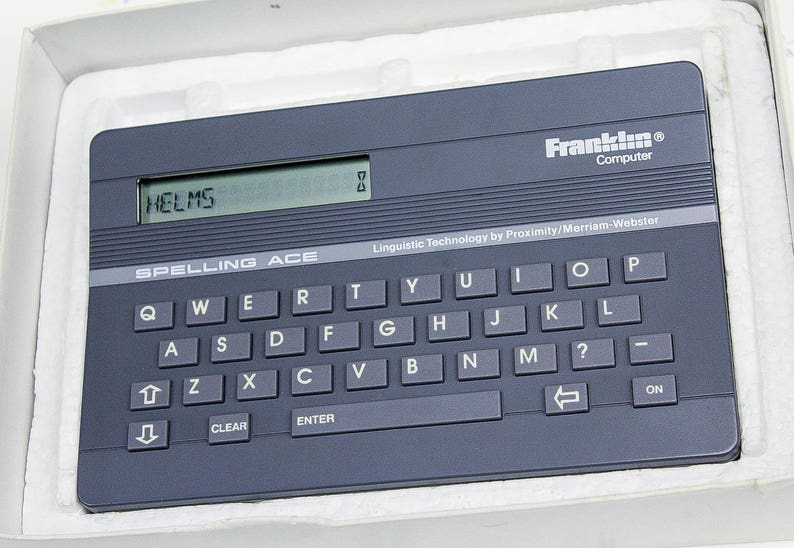 Franklin®
Computer
HELMS
SPELLING ACE Linguistic Technology by Proximity/Merriam-Webster
Q W E R T Y U I O P
A S D F G H J K L
⇧ Z X C V B N M ? –
⇩ CLEAR ENTER ⇦ ON